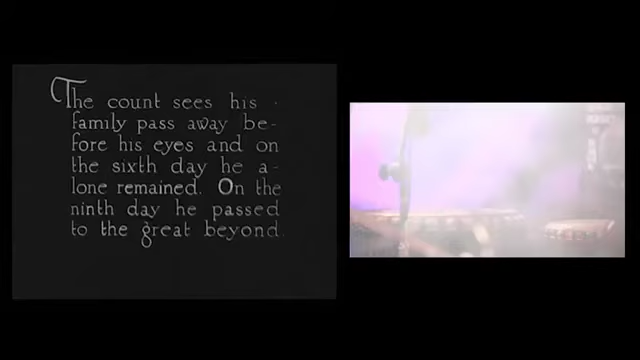 The count sees his
family pass away be-
fore his eyes and on
the sixth day he a-
lone remained. On the
ninth day he passed
to the great beyond.